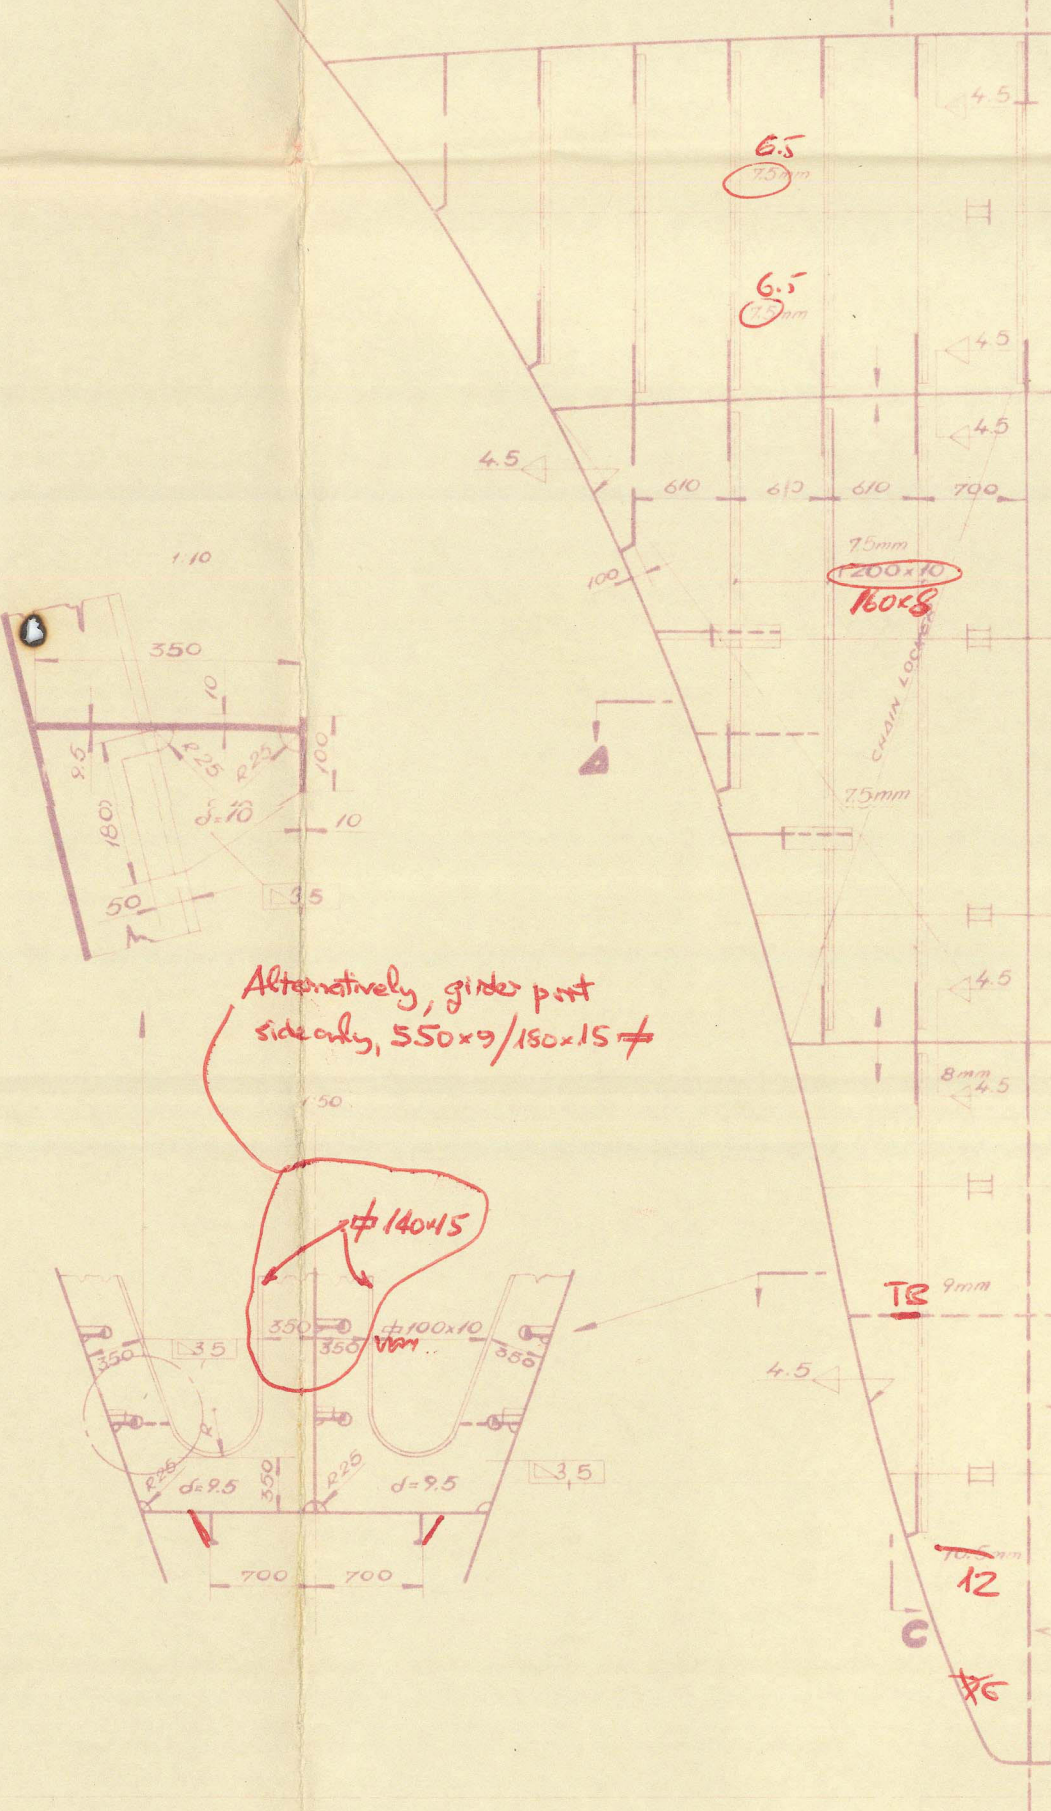 4.5
6.5
7.5mm
6.5
7.5mm
4.5
4.5
4.5
610
610
610
700
7.5mm
200x10
160x8
100
CHAIN LOCKER
7.5mm
1:10
350
10
9.5
R25
R25
100
180
d=10
10
50
3.5
4.5
8mm
4.5
Alternatively, girder port
side only, 550x9/180x15
1:50
140x15
TB
9mm
350
100x10
350
350
3.5
350
4.5
R
R25
d=9.5
350
R25
d=9.5
3.5
700
700
10.5mm
12
C